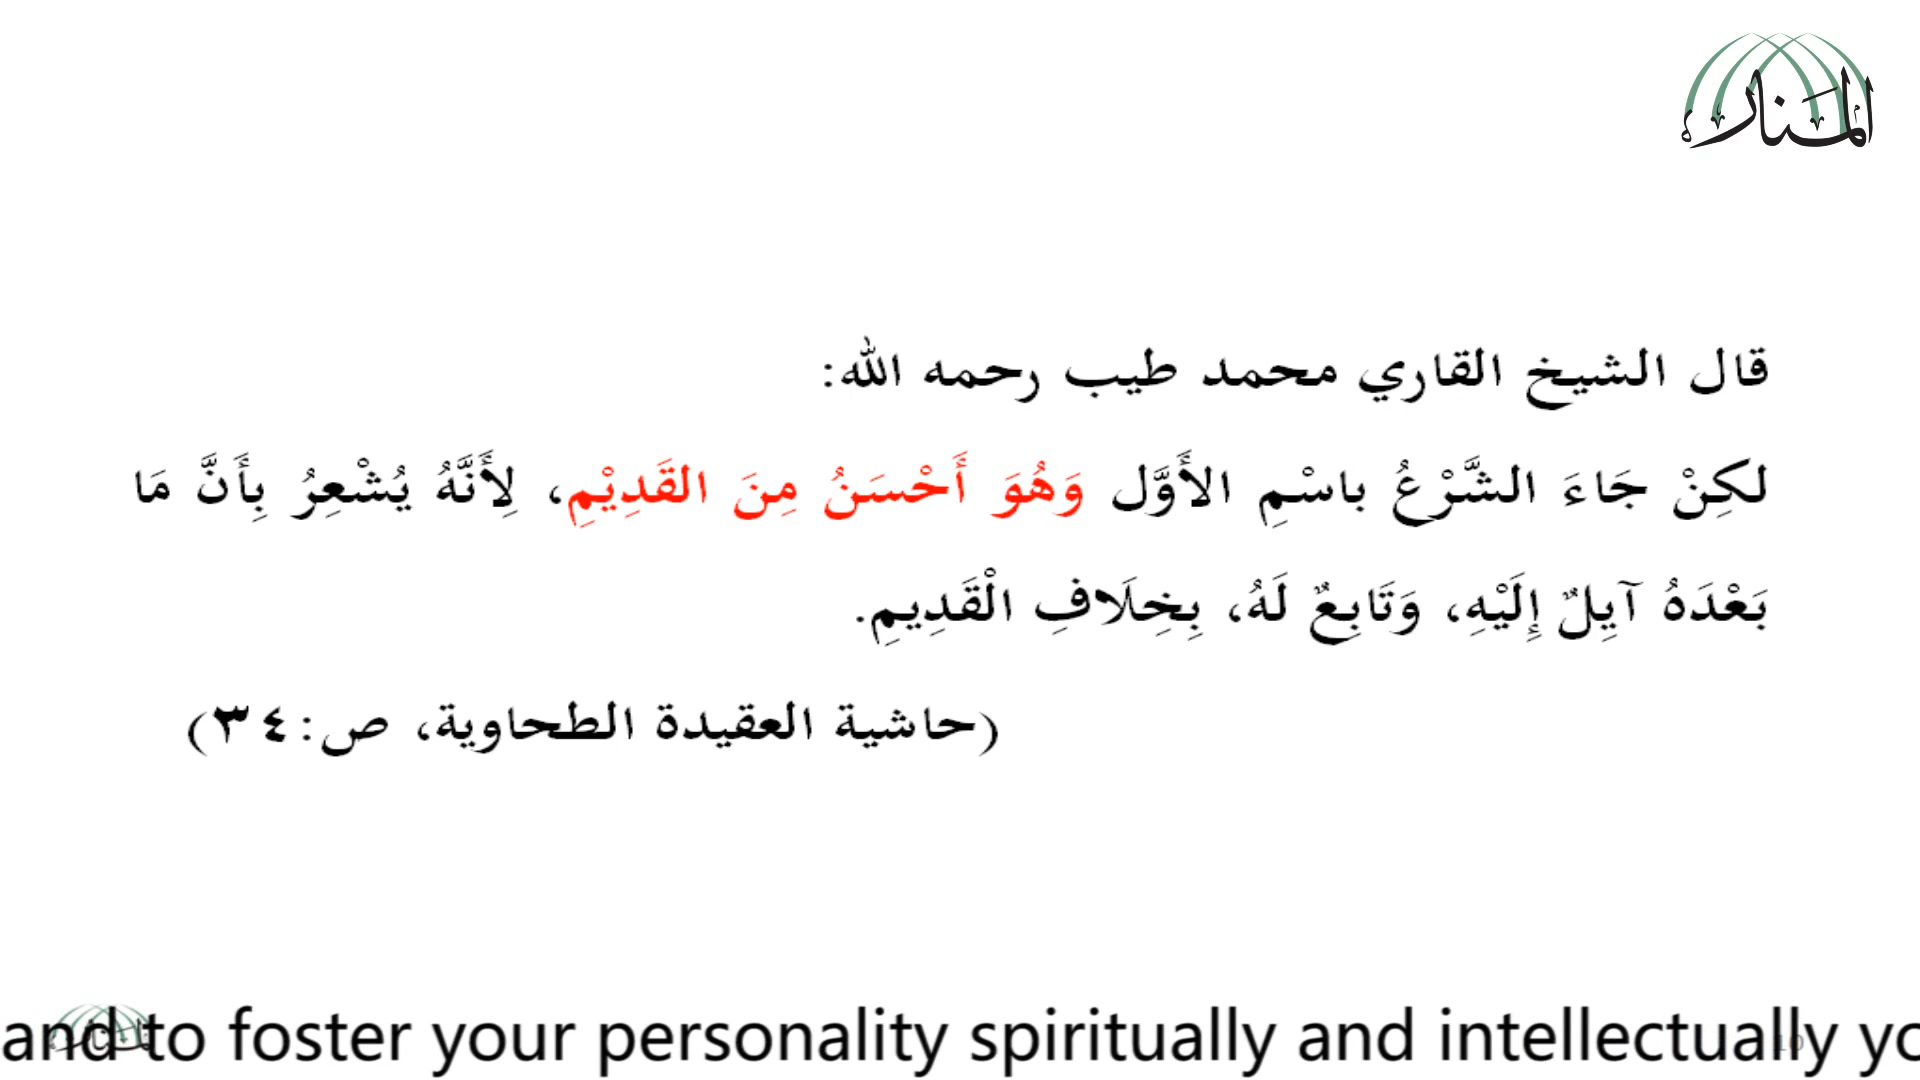 المنار
قال الشيخ القاري محمد طيب رحمه الله:
لكِنْ جَاءَ الشَّرْعُ باسْمِ الأَوَّل وَهُوَ أَحْسَنُ مِنَ القَدِيْمِ، لِأَنَّهُ يُشْعِرُ بِأَنَّ مَا
بَعْدَهُ آيِلٌ إِلَيْهِ، وَتَابِعٌ لَهُ، بِخِلَافِ الْقَدِيمِ.
(حاشية العقيدة الطحاوية، ص:٣٤)
and to foster your personality spiritually and intellectually yo
10